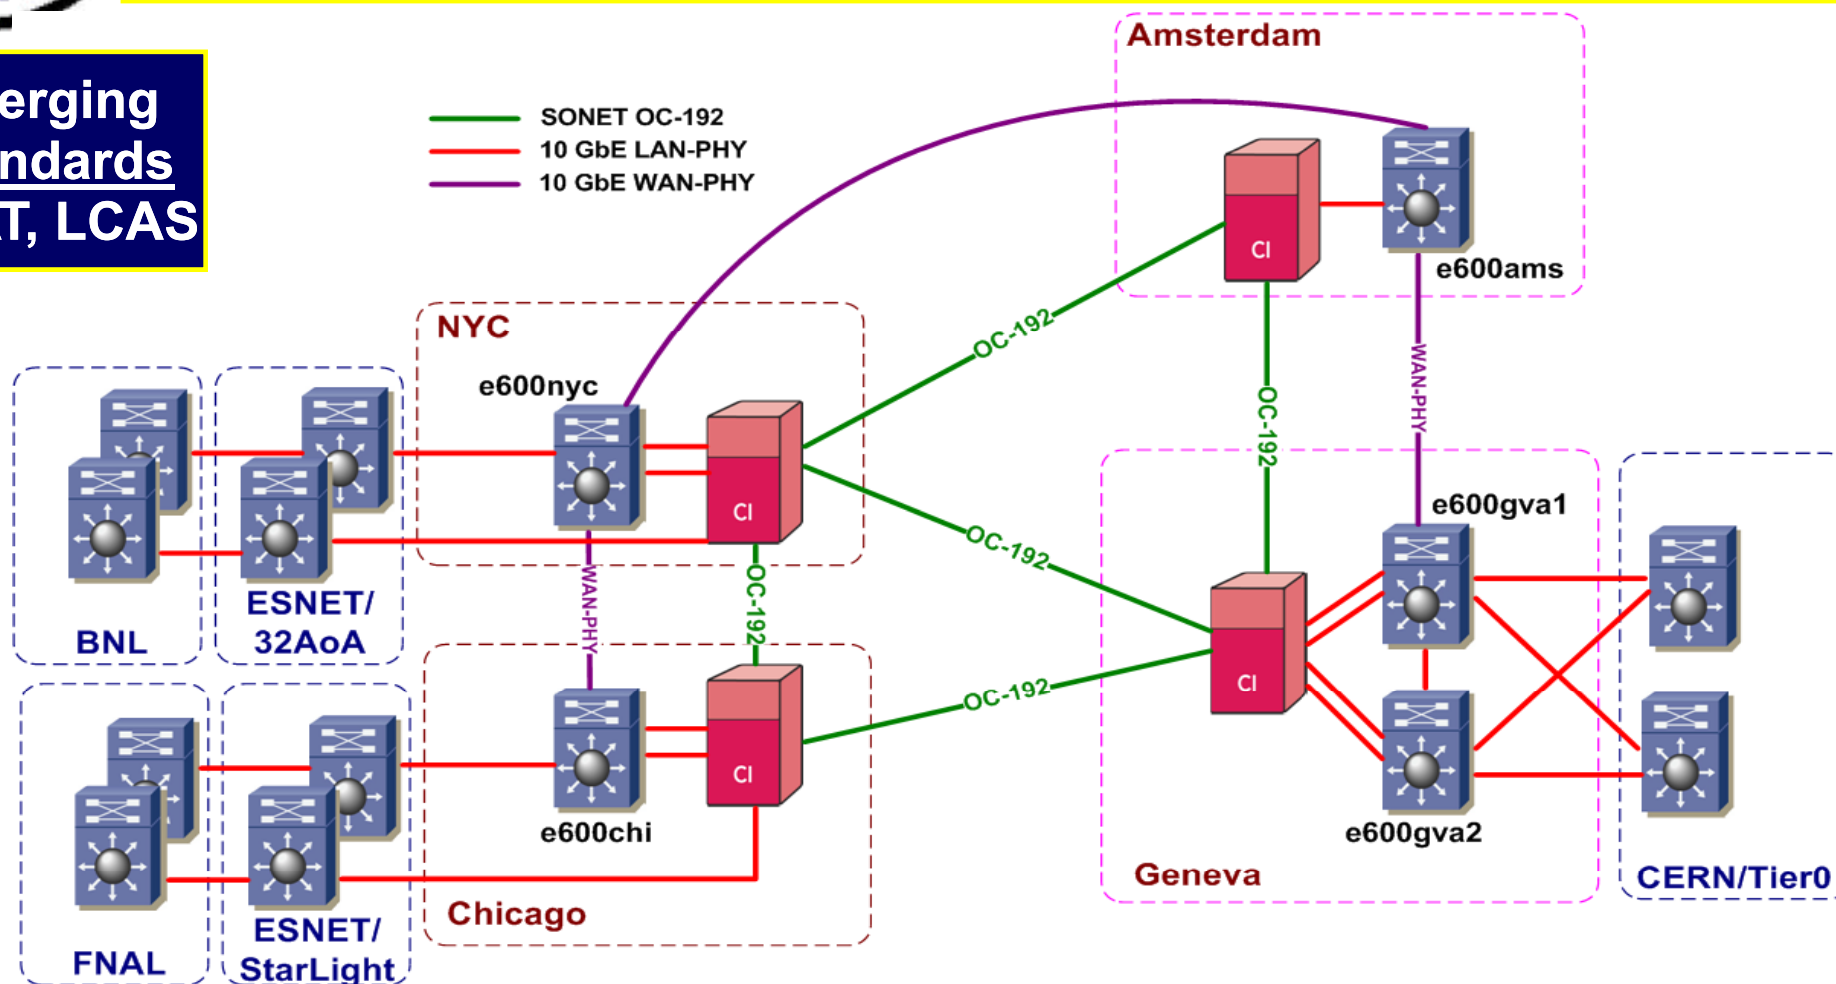 erging
ndards
T, LCAS
SONET OC-192
10 GbE LAN-PHY
10 GbE WAN-PHY
Amsterdam
CI
e600ams
NYC
e600nyc
CI
OC-192
OC-192
OC-192
WAN-PHY
OC-192
WAN-PHY
BNL
ESNET/
32AoA
e600gva1
CI
e600gva2
Geneva
CERN/Tier0
OC-192
CI
e600chi
Chicago
FNAL
ESNET/
StarLight